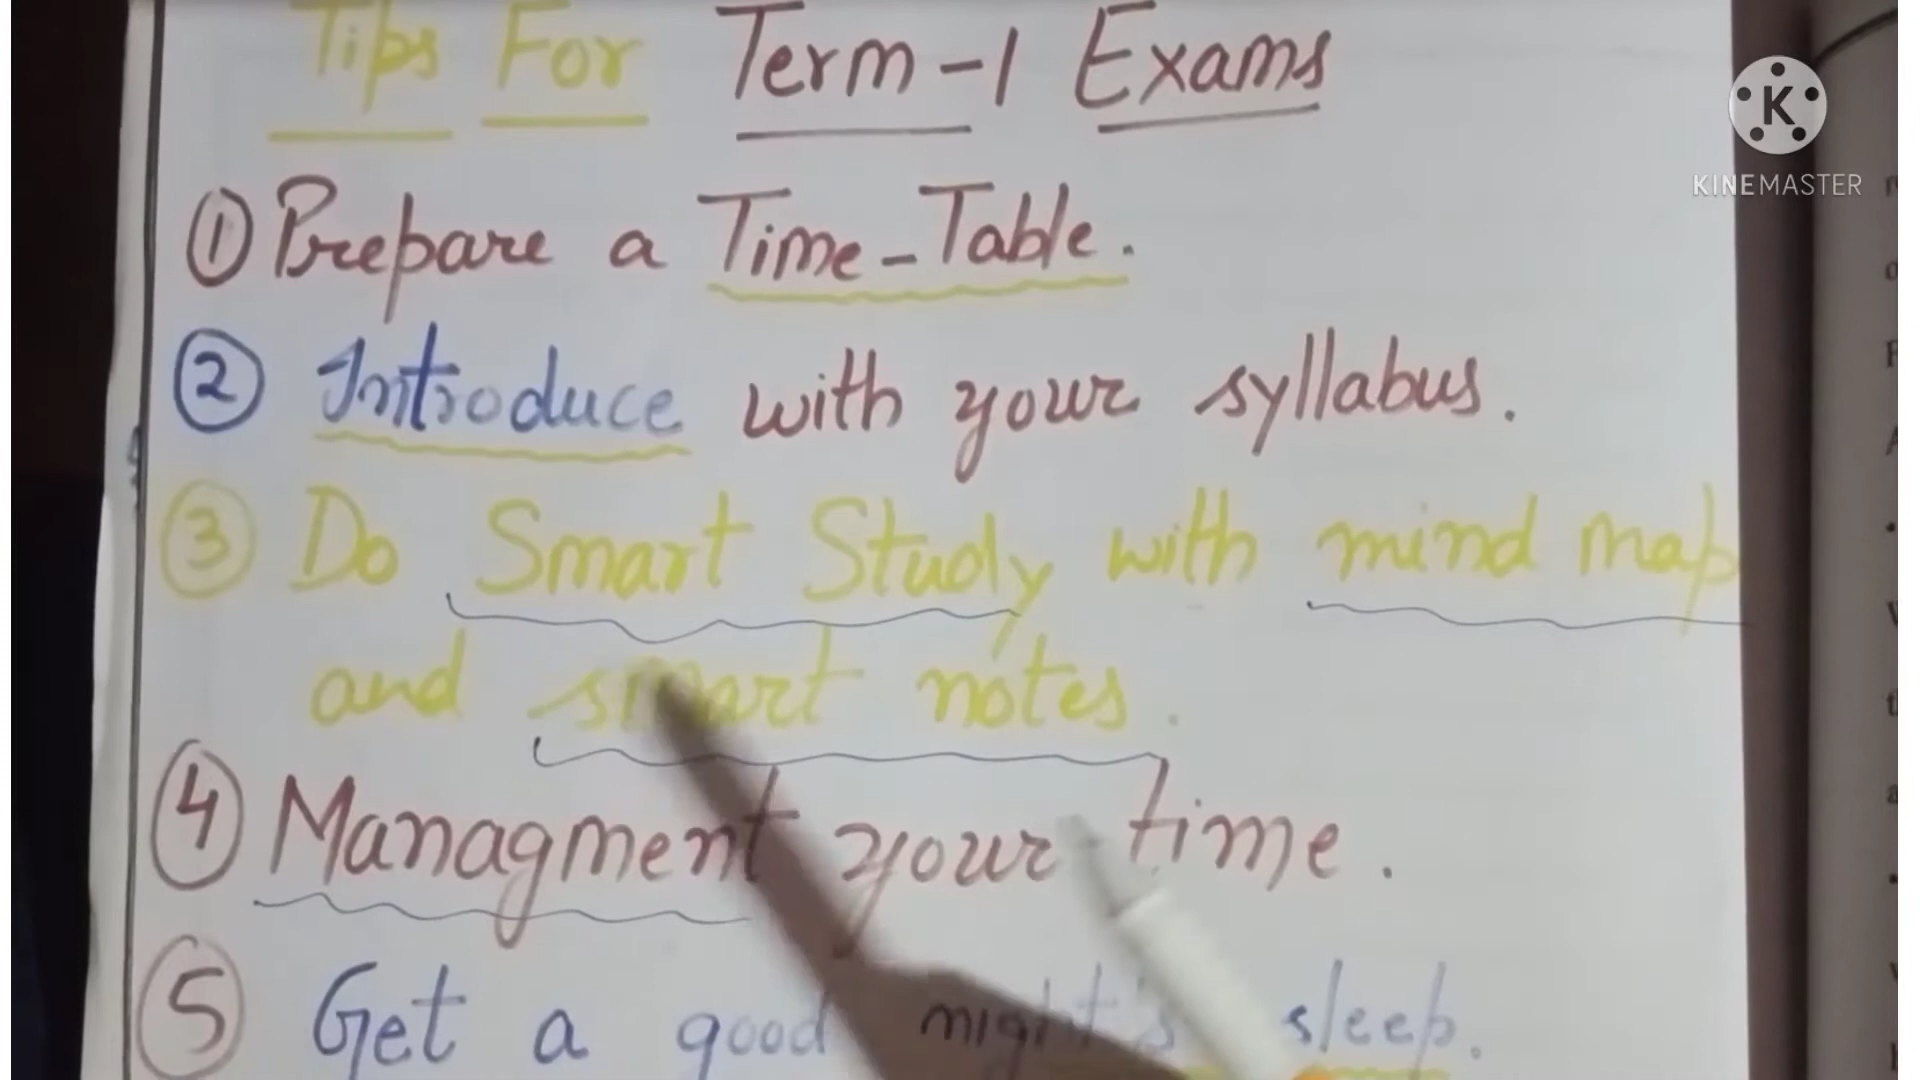 Tips For Term-1 Exams
① Prepare a Time-Table.
② Introduce with your syllabus.
③ Do Smart Study with mind map
and smart notes.
④ Managment your time.
⑤ Get a good night's sleep.
K
KINEMASTER